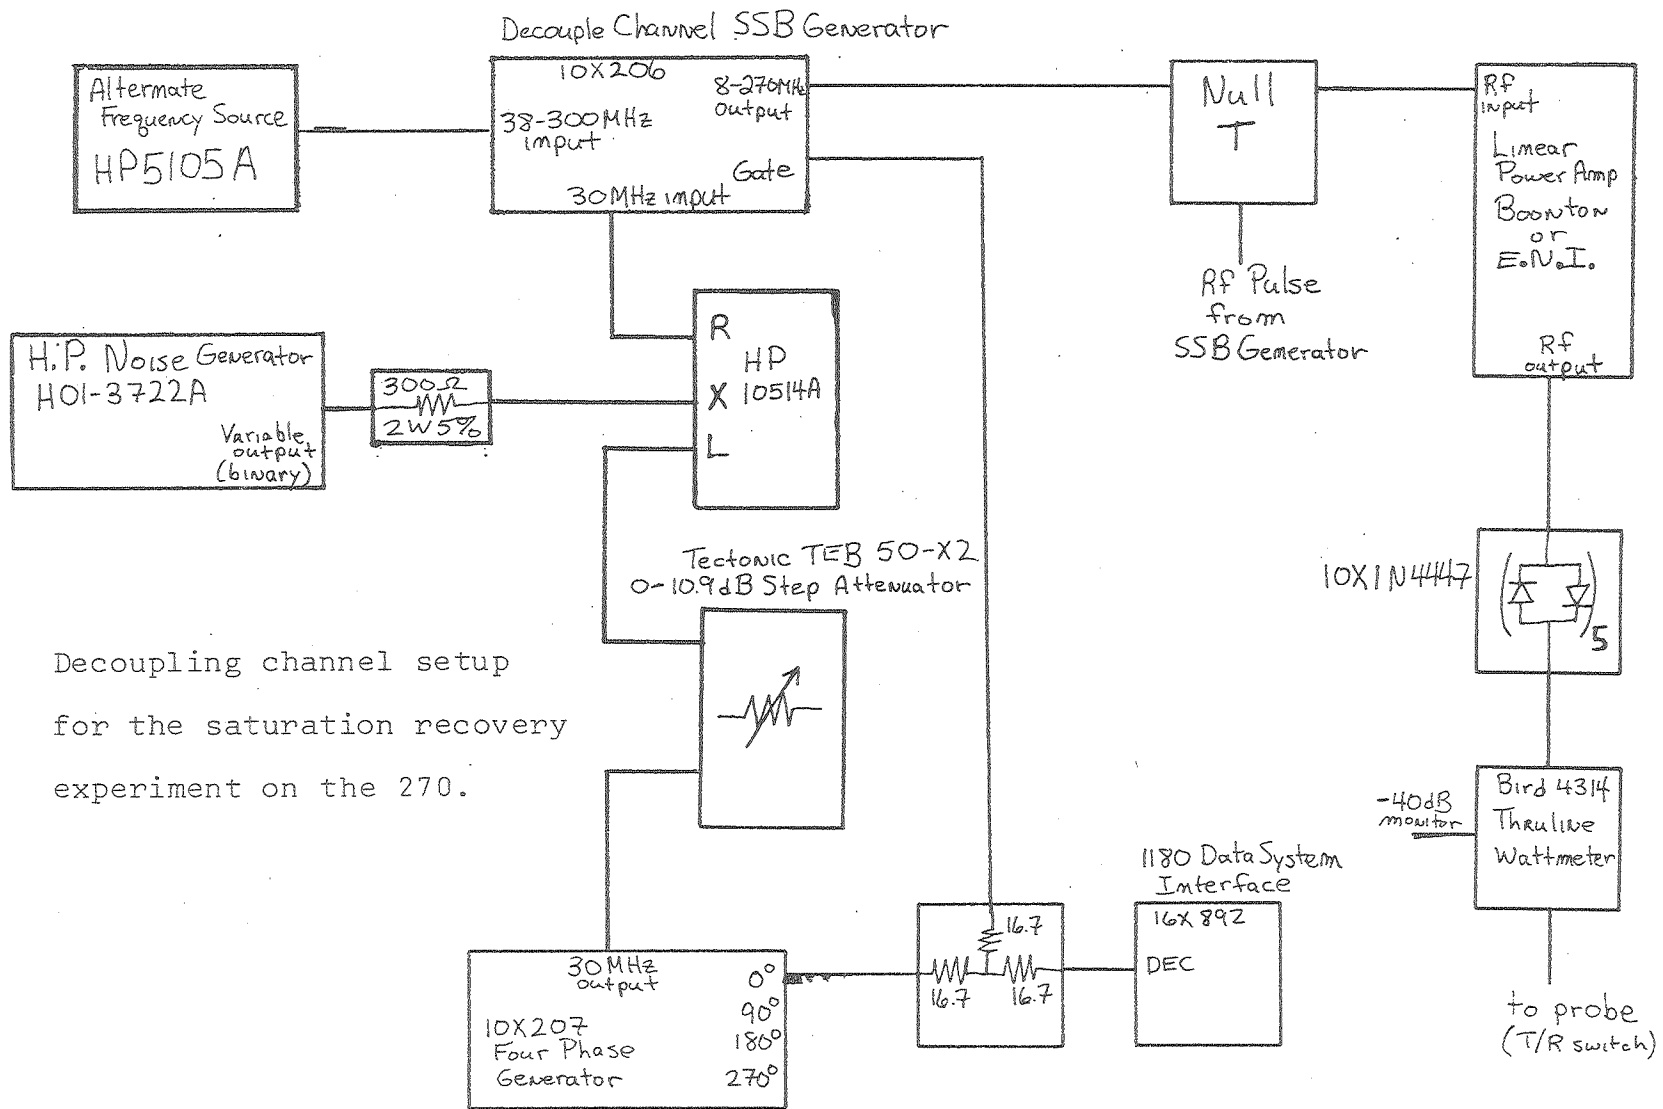 Decouple Channel SSB Generator
Alternate
Frequency Source
HP5105A
10X206
38-300MHz
input
8-270MHz
output
Gate
30MHz input
Null
T
Rf Pulse
from
SSB Generator
Rf
input
Linear
Power Amp
Boonton
or
E.N.I.
Rf
output
H.P. Noise Generator
H01-3722A
Variable
output
(binary)
300Ω
2W5%
R
X
L
HP
10514A
Tectonic TEB 50-X2
0-10.9dB Step Attenuator
10X1N4447
5
Decoupling channel setup
for the saturation recovery
experiment on the 270.
-40dB
monitor
Bird 4314
Thruline
Wattmeter
1180 Data System
Interface
16X892
DEC
16.7
16.7
16.7
30MHz
output
0°
90°
180°
270°
10X207
Four Phase
Generator
to probe
(T/R switch)